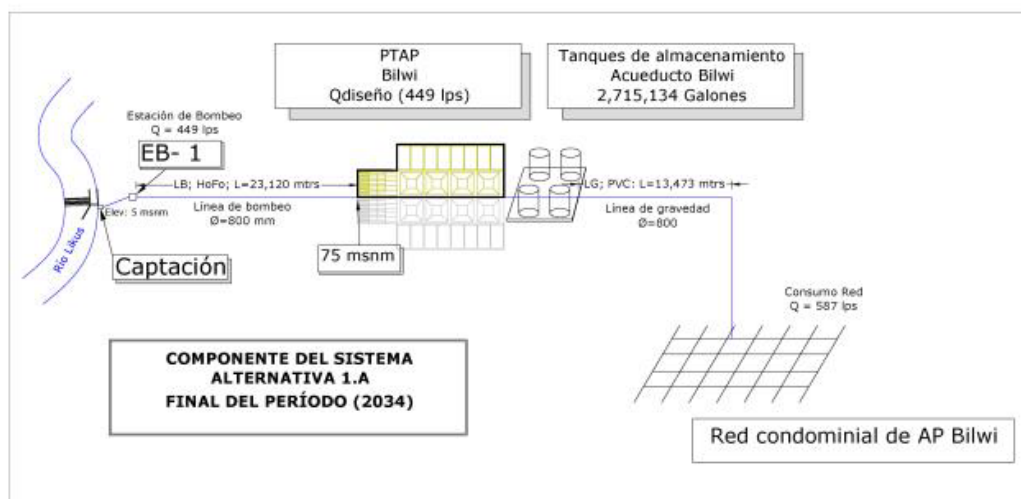 PTAP
Bilwi
Qdiseño (449 lps)
Tanques de almacenamiento
Acueducto Bilwi
2,715,134 Galones
Estación de Bombeo
Q = 449 lps
EB- 1
LB; HoFo; L=23,120 mtrs
Línea de bombeo
Ø=800 mm
LG; PVC: L=13,473 mtrs
Línea de gravedad
Ø=800
Elev: 5 msnm
Río Likus
Captación
75 msnm
Consumo Red
Q = 587 lps
COMPONENTE DEL SISTEMA
ALTERNATIVA 1.A
FINAL DEL PERÍODO (2034)
Red condominial de AP Bilwi